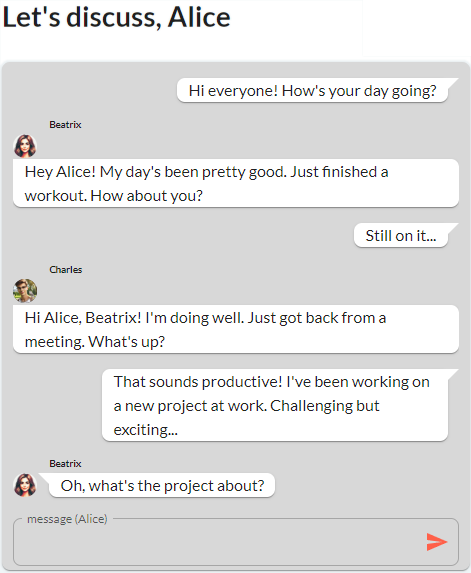 Let's discuss, Alice
Hi everyone! How's your day going?
Beatrix
Hey Alice! My day's been pretty good. Just finished a
workout. How about you?
Still on it...
Charles
Hi Alice, Beatrix! I'm doing well. Just got back from a
meeting. What's up?
That sounds productive! I've been working on
a new project at work. Challenging but
exciting...
Beatrix
Oh, what's the project about?
message (Alice)